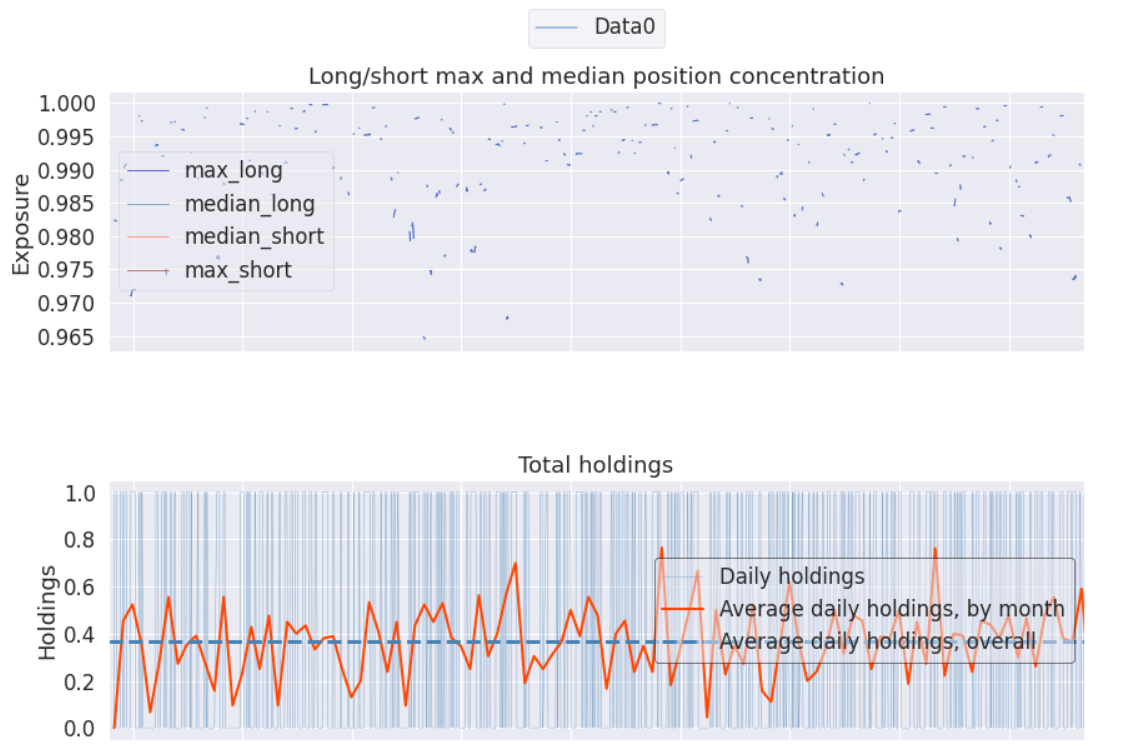 Data0
Long/short max and median position concentration
1.000
0.995
0.990
0.985
0.980
0.975
0.970
0.965
Exposure
max_long
median_long
median_short
max_short
Total holdings
1.0
0.8
0.6
0.4
0.2
0.0
Holdings
Daily holdings
Average daily holdings, by month
Average daily holdings, overall